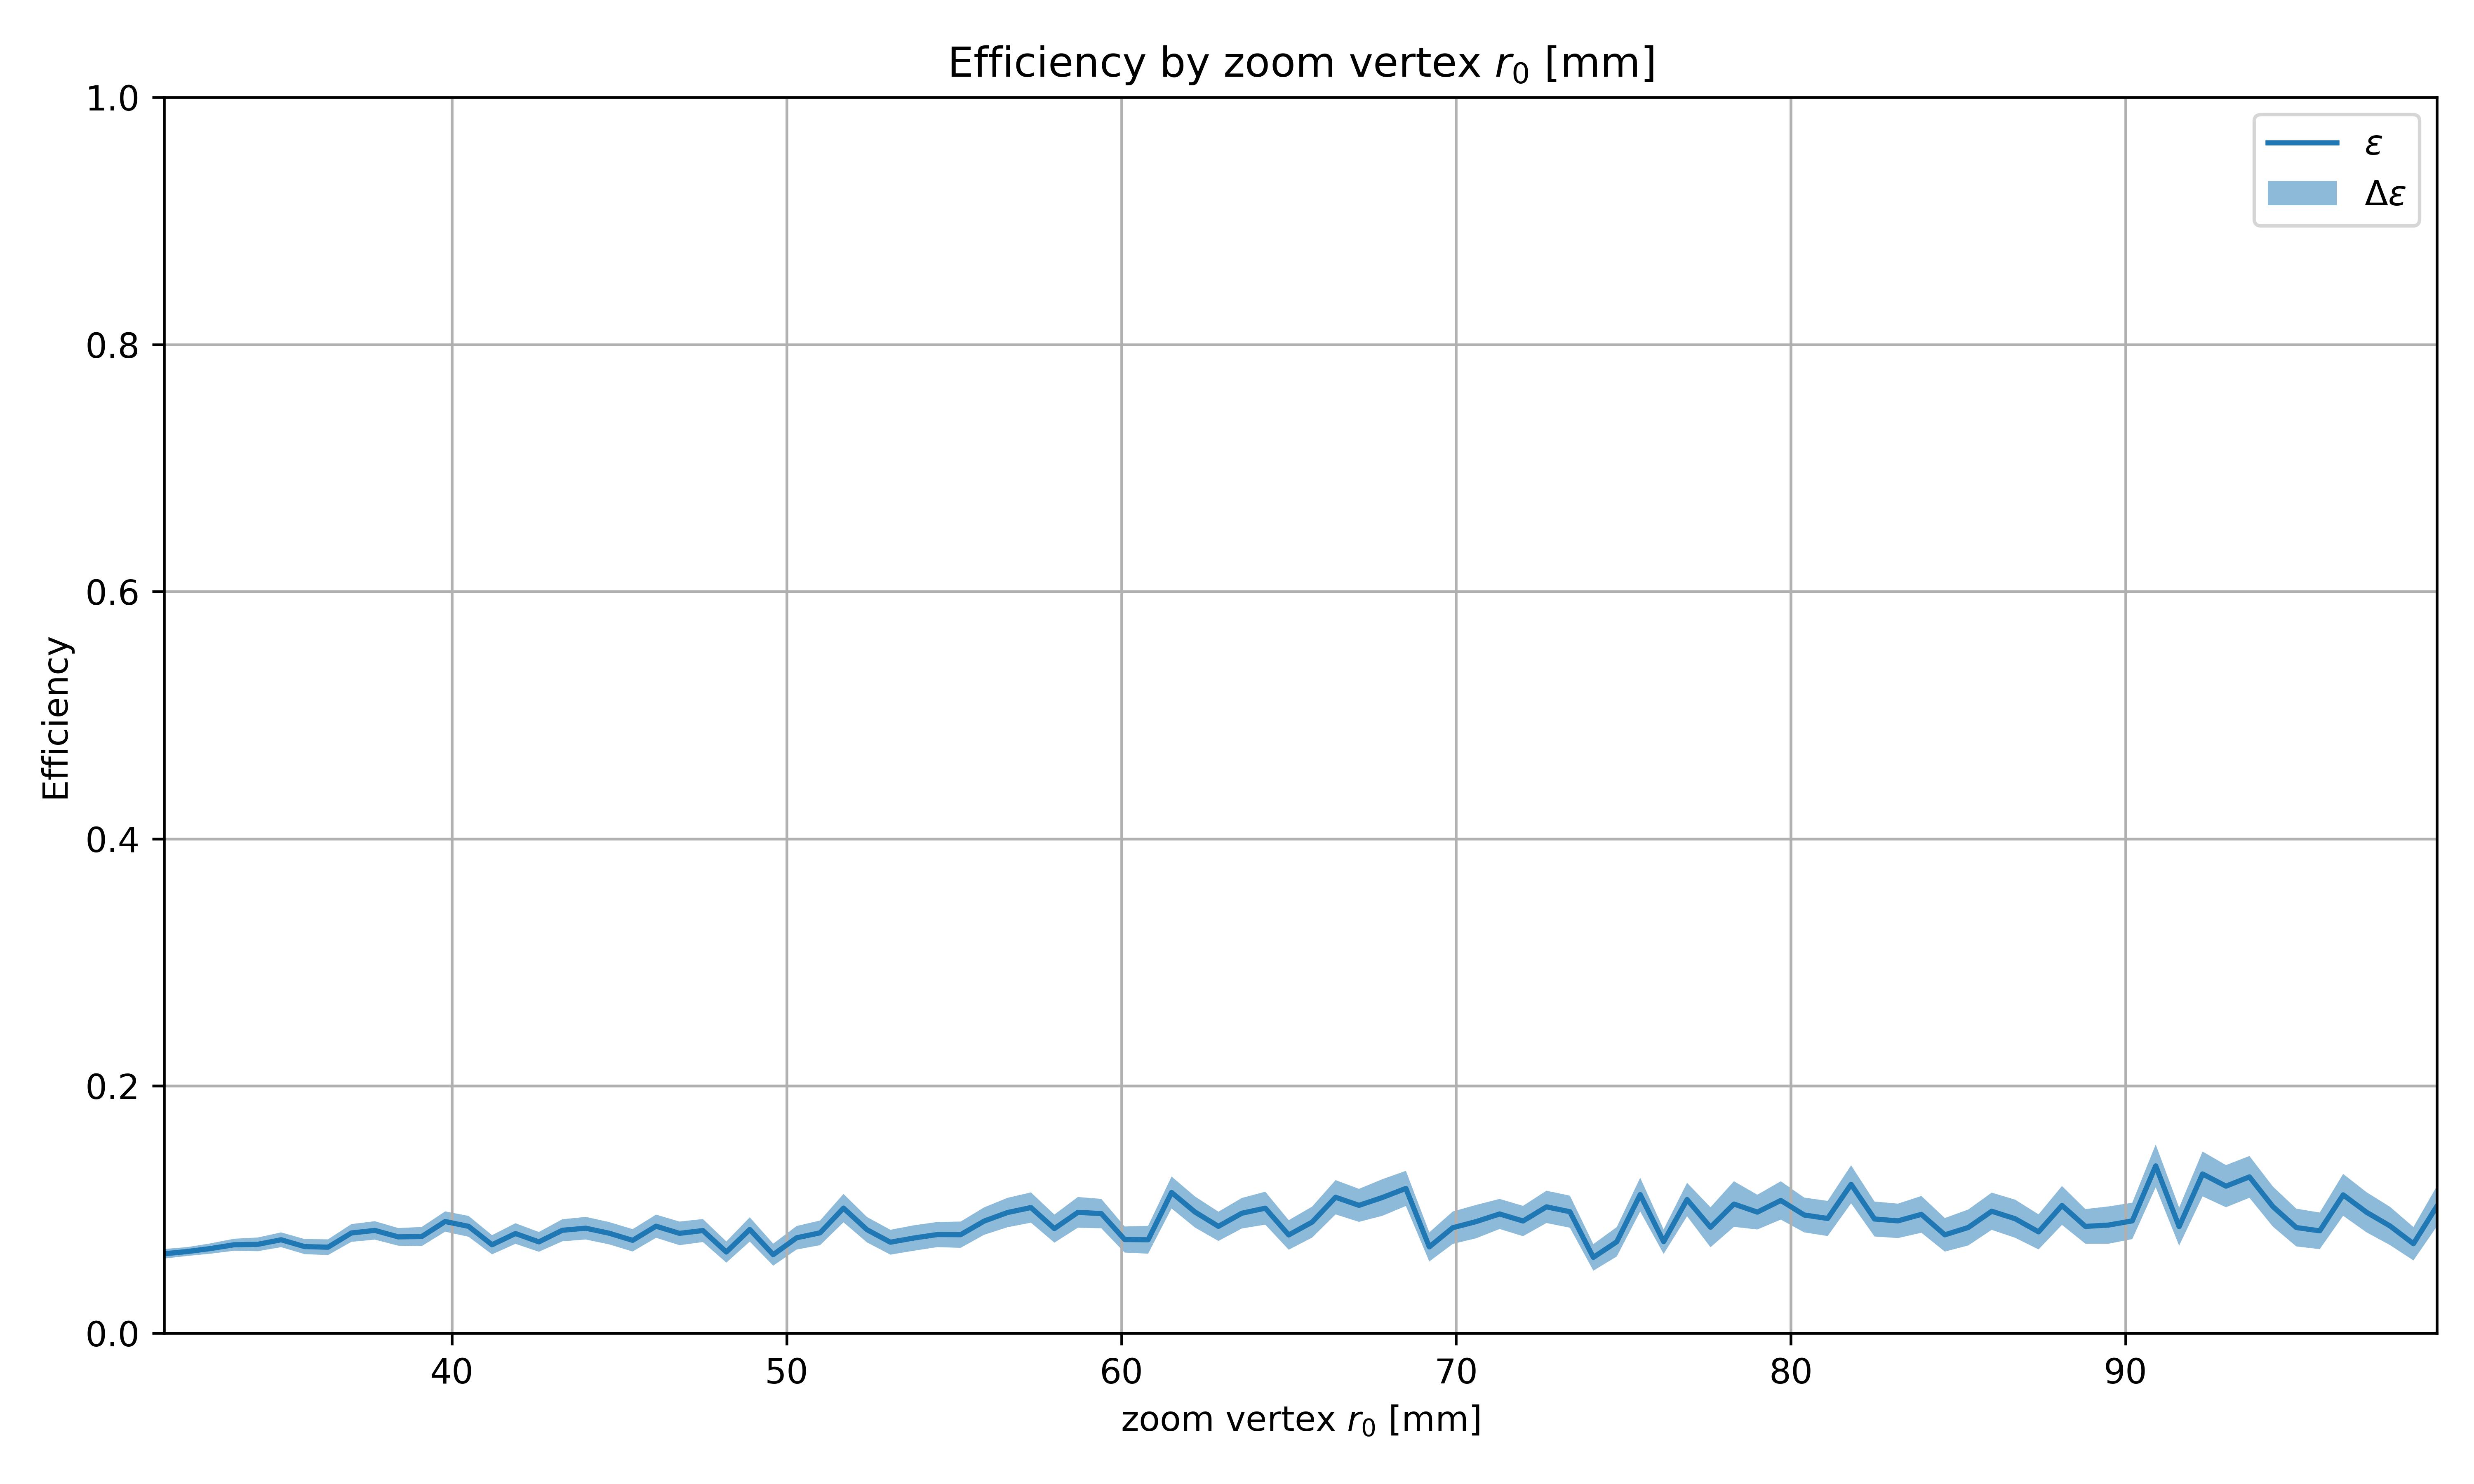 Efficiency by zoom vertex r₀ [mm]
1.0
0.8
0.6
0.4
0.2
0.0
Efficiency
40 50 60 70 80 90
zoom vertex r₀ [mm]
ε
Δε